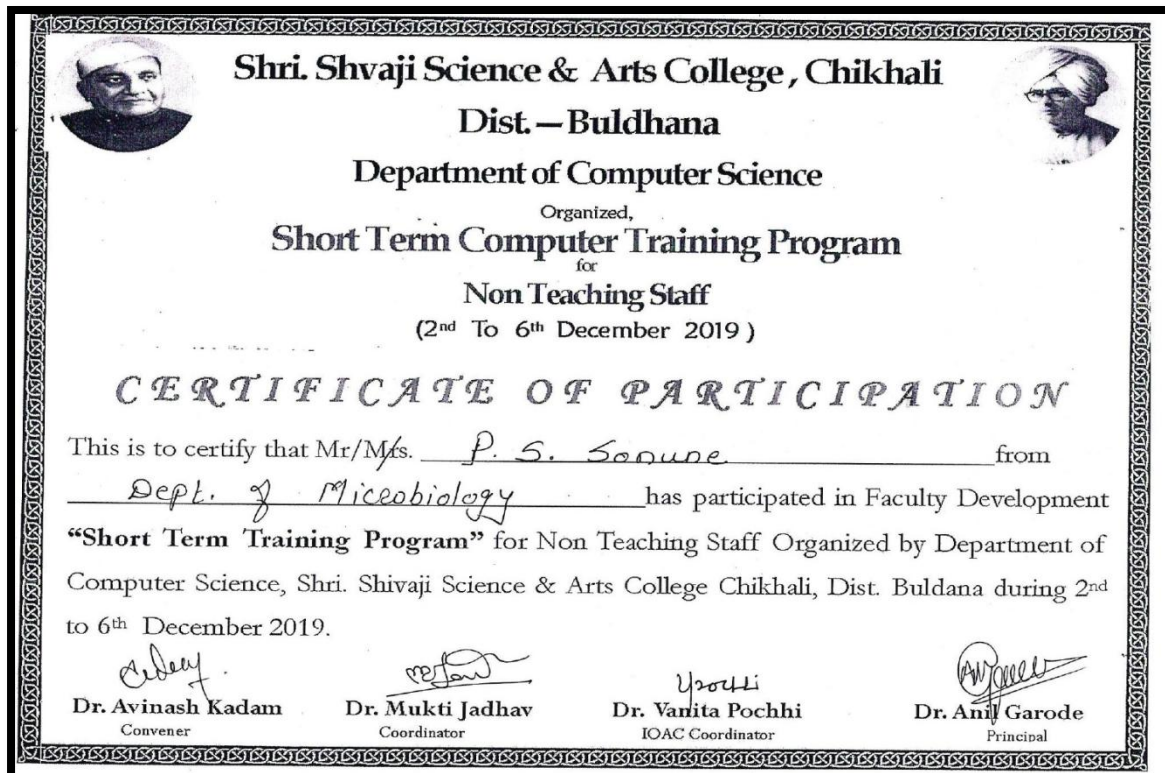 Shri. Shvaji Science & Arts College, Chikhali
Dist. – Buldhana
Department of Computer Science
Organized,
Short Term Computer Training Program
for
Non Teaching Staff
(2nd To 6th December 2019)
CERTIFICATE OF PARTICIPATION
This is to certify that Mr/Mrs. P. S. Sonune from
Dept. of Miceobiology has participated in Faculty Development
“Short Term Training Program” for Non Teaching Staff Organized by Department of
Computer Science, Shri. Shivaji Science & Arts College Chikhali, Dist. Buldana during 2nd
to 6th December 2019.
Dr. Avinash Kadam Dr. Mukti Jadhav Dr. Vanita Pochhi Dr. Anil Garode
Convener Coordinator IOAC Coordinator Principal